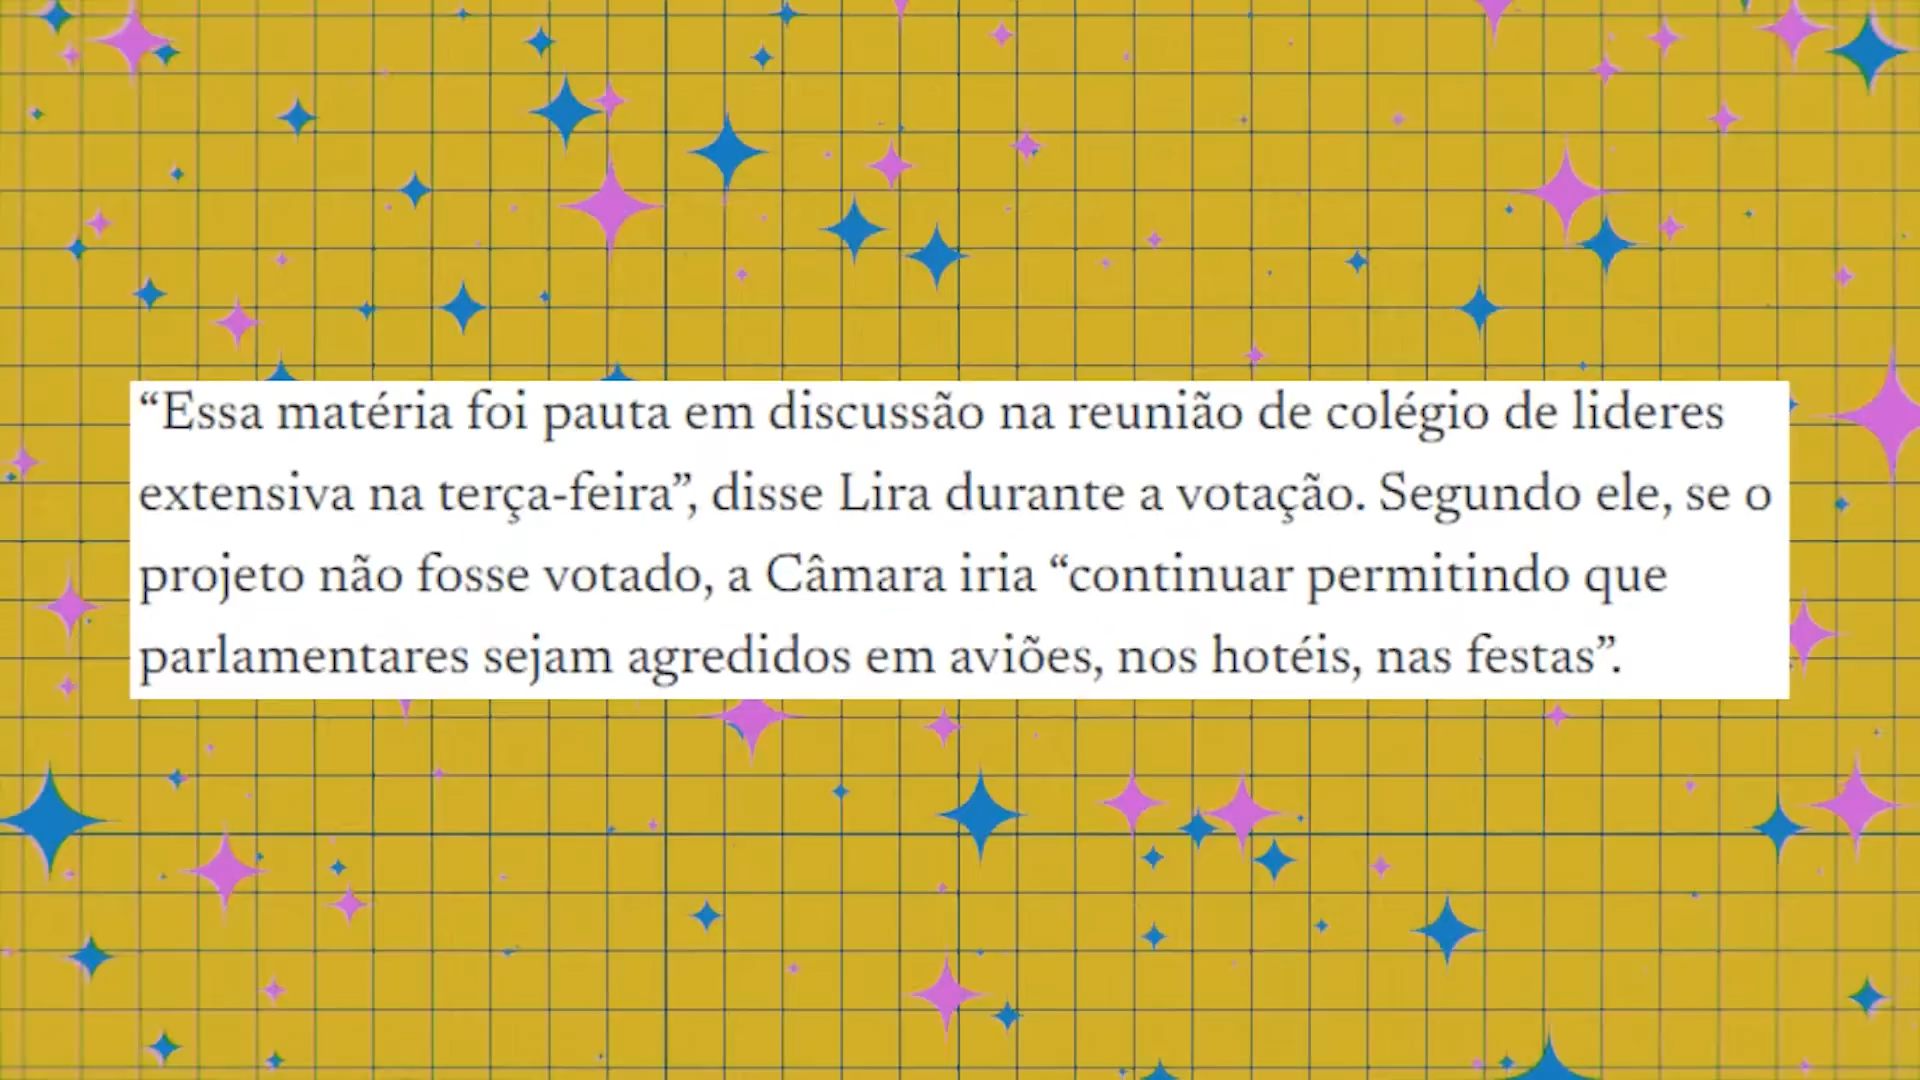 “Essa matéria foi pauta em discussão na reunião de colégio de lideres
extensiva na terça-feira”, disse Lira durante a votação. Segundo ele, se o
projeto não fosse votado, a Câmara iria “continuar permitindo que
parlamentares sejam agredidos em aviões, nos hotéis, nas festas”.